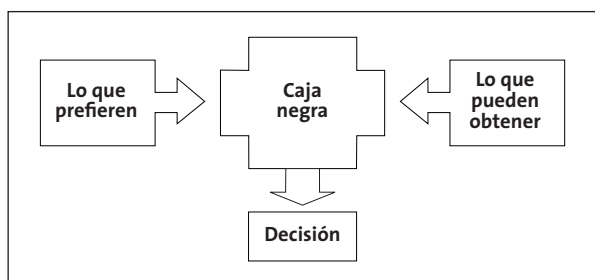 Lo que
prefieren
Caja
negra
Lo que
pueden
obtener
Decisión